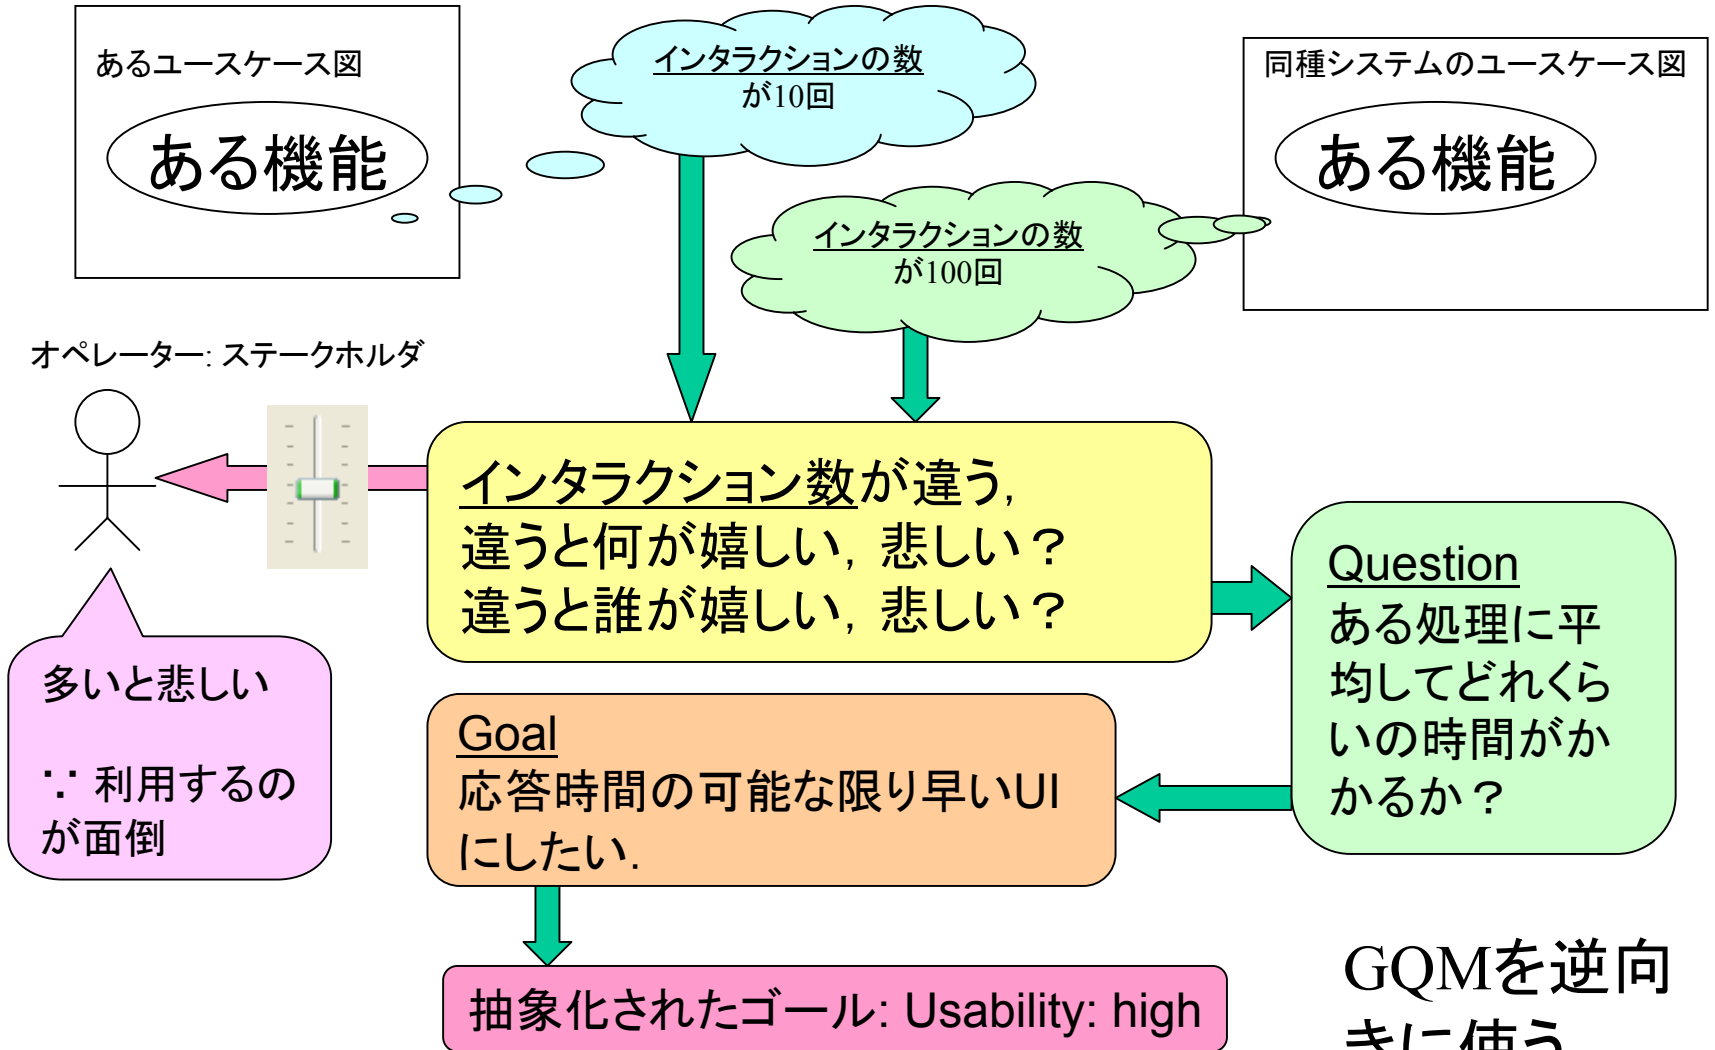 あるユースケース図
ある機能
インタラクションの数
が10回
同種システムのユースケース図
ある機能
インタラクションの数
が100回
オペレーター: ステークホルダ
インタラクション数が違う,
違うと何が嬉しい, 悲しい？
違うと誰が嬉しい, 悲しい？
Question
ある処理に平
均してどれくら
いの時間がか
かるか？
多いと悲しい
∵ 利用するの
が面倒
Goal
応答時間の可能な限り早いUI
にしたい.
抽象化されたゴール: Usability: high
GQMを逆向
きに使う